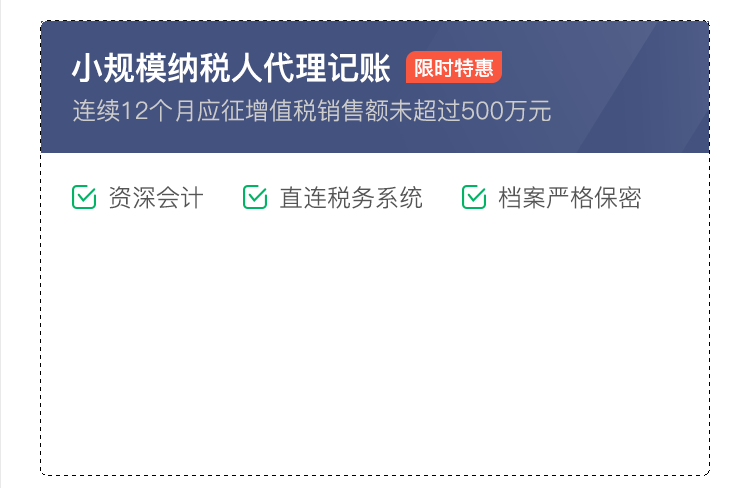 小规模纳税人代理记账 限时特惠
连续12个月应征增值税销售额未超过500万元
资深会计 直连税务系统 档案严格保密